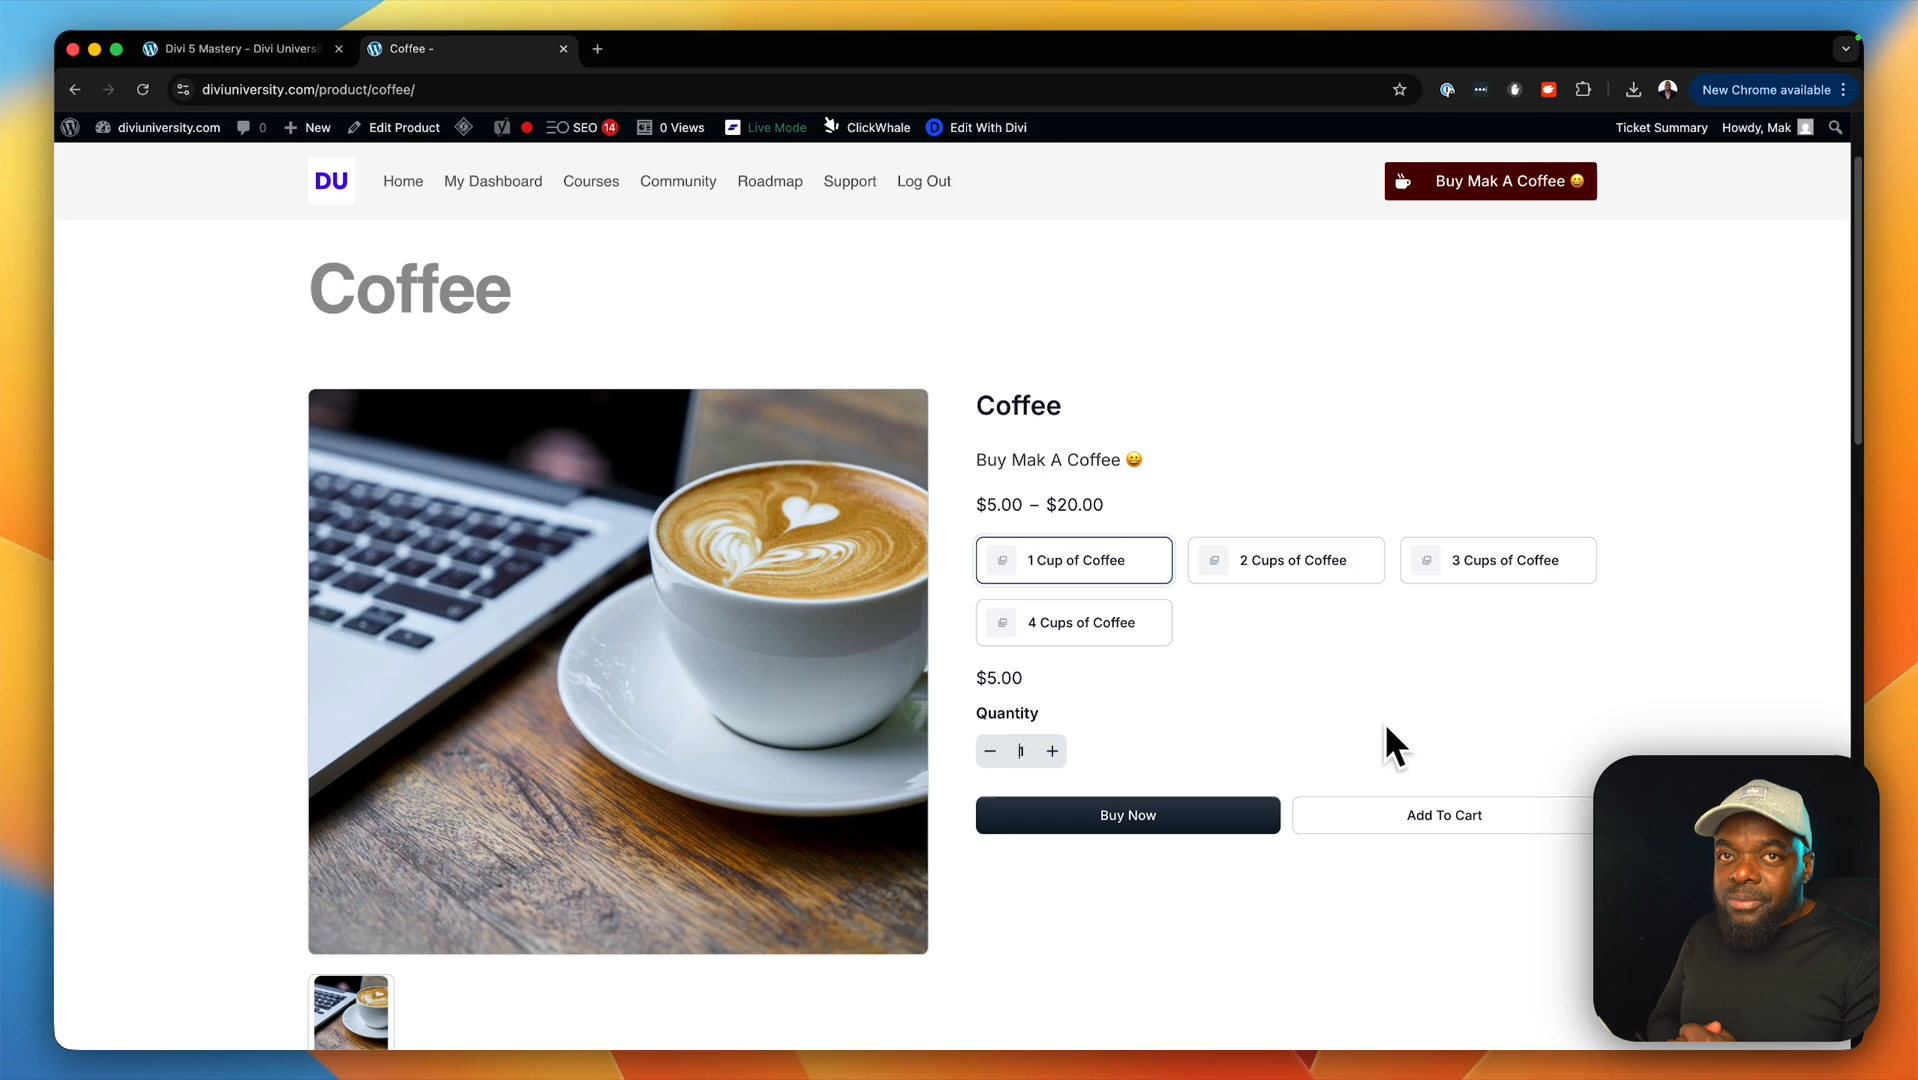 Divi 5 Mastery - Divi Universi
Coffee -
diviuniversity.com/product/coffee/
New Chrome available
diviuniversity.com
0
New
Edit Product
SEO 14
0 Views
Live Mode
ClickWhale
Edit With Divi
Ticket Summary
Howdy, Mak
DU
Home
My Dashboard
Courses
Community
Roadmap
Support
Log Out
Buy Mak A Coffee 😀
Coffee
Coffee
Buy Mak A Coffee 😀
$5.00 – $20.00
1 Cup of Coffee
2 Cups of Coffee
3 Cups of Coffee
4 Cups of Coffee
$5.00
Quantity
− 1 +
Buy Now
Add To Cart